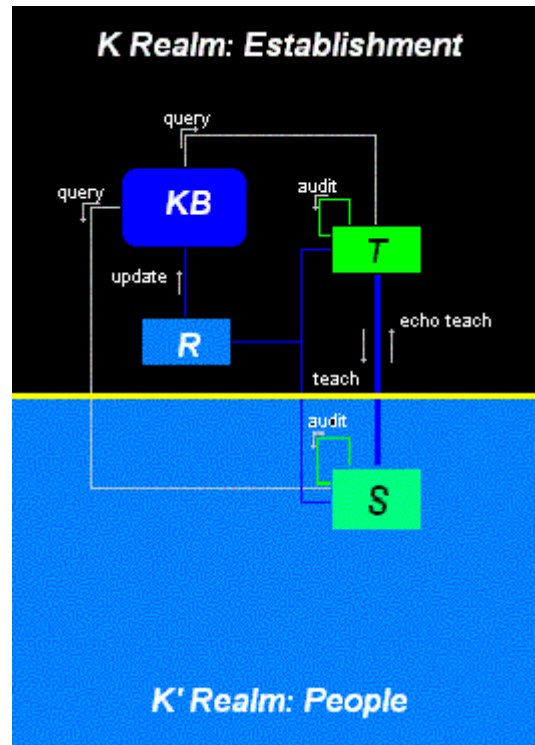 K Realm: Establishment
query
query
audit
KB
T
update
echo teach
R
teach
audit
S
K' Realm: People